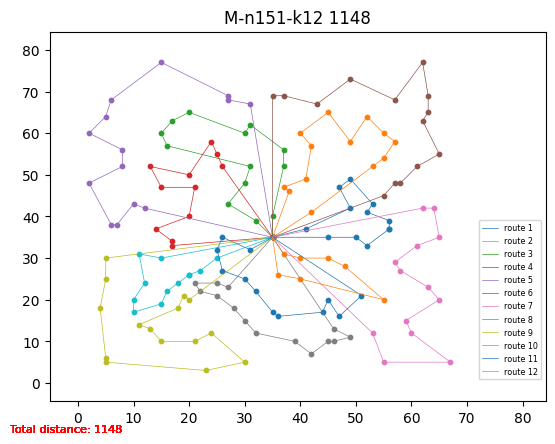 M-n151-k12 1148
80
70
60
50
40
30
20
10
0
route 1
route 2
route 3
route 4
route 5
route 6
route 7
route 8
route 9
route 10
route 11
route 12
0 10 20 30 40 50 60 70 80
Total distance: 1148